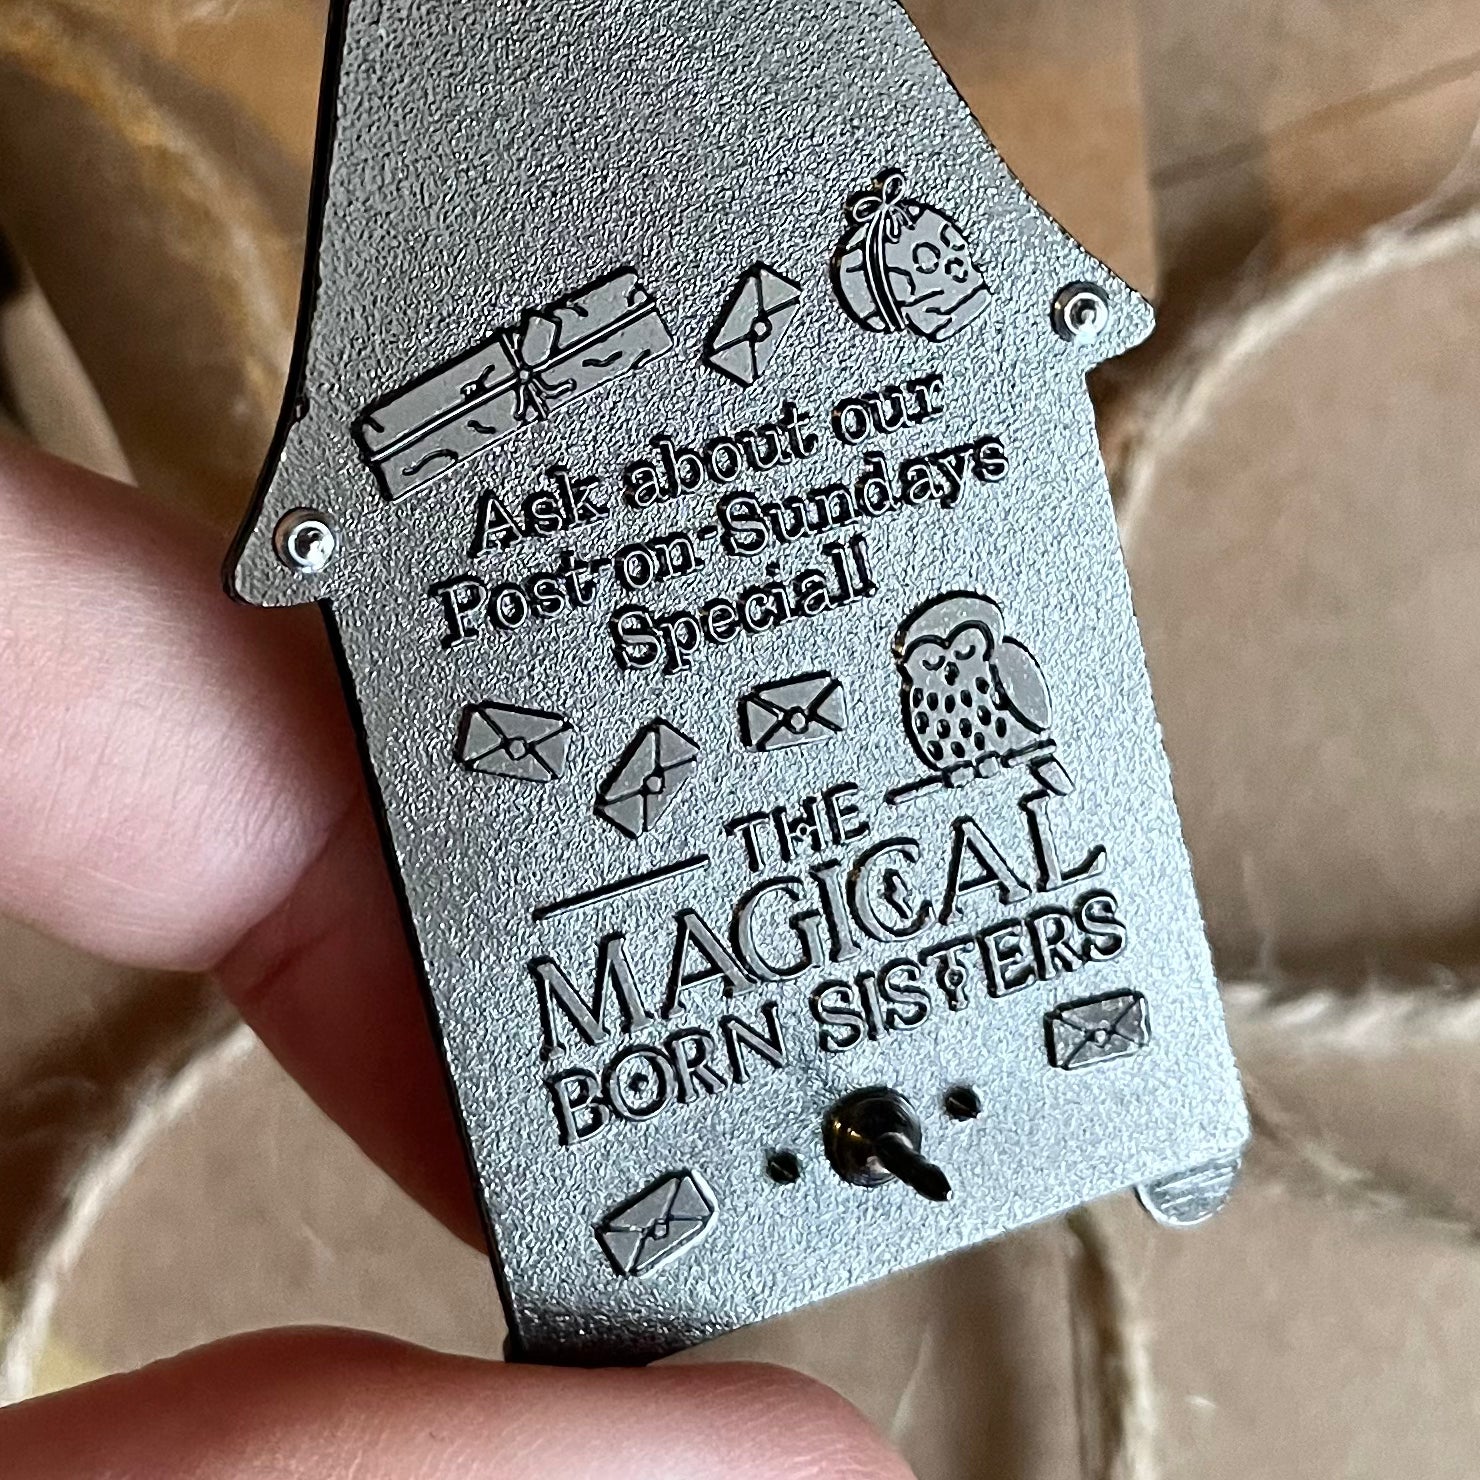 Ask about our
Post-on-Sundays
Special!
THE
MAGICAL
BORN SISTERS